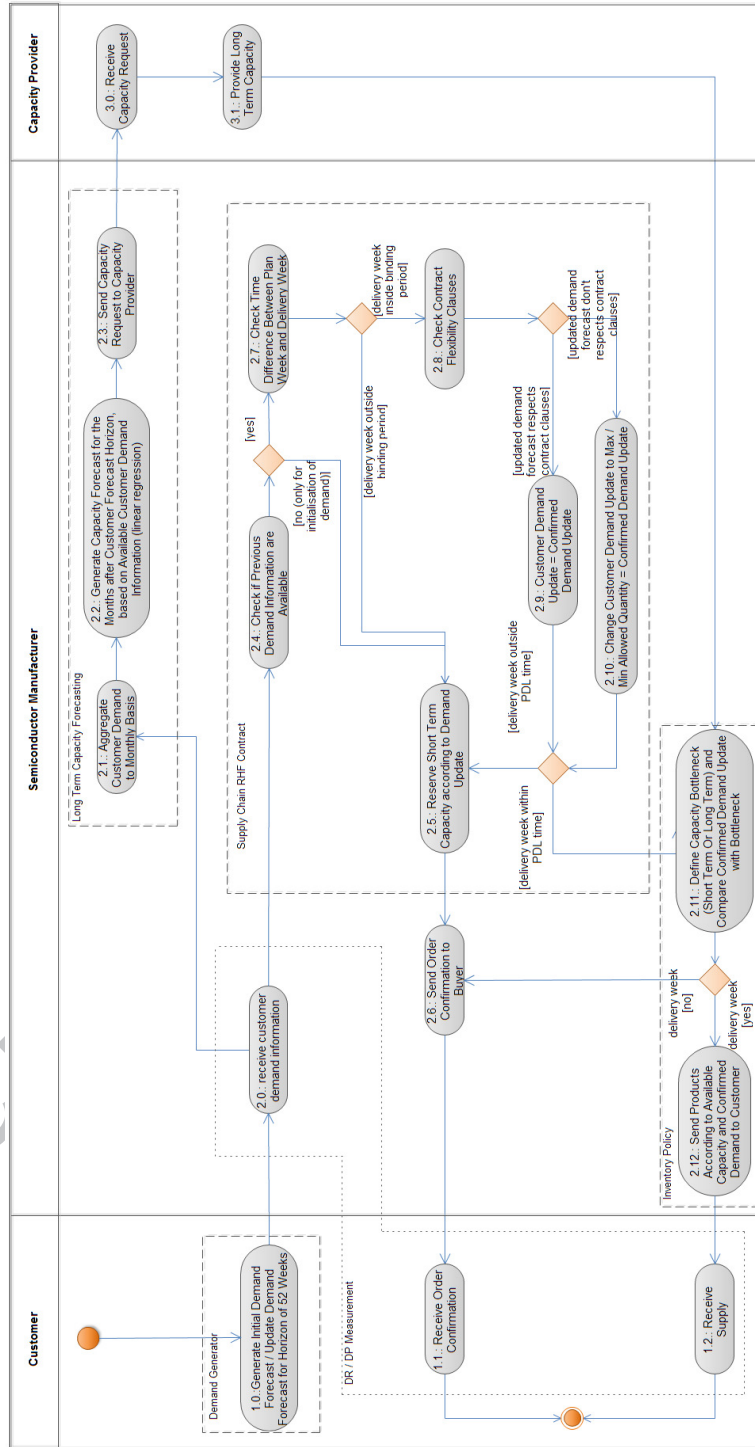 Customer
Semiconductor Manufacturer
Capacity Provider
Demand Generator
1.0.:Generate Initial Demand
Forecast / Update Demand
Forecast for Horizon of 52 Weeks
DR / DP Measurement
1.1.: Receive Order
Confirmation
1.2.: Receive
Supply
2.0.: receive customer
demand information
Long Term Capacity Forecasting
2.1.: Aggregate
Customer Demand
to Monthly Basis
2.2.: Generate Capacity Forecast for the
Months after Customer Forecast Horizon,
based on Available Customer Demand
Information (linear regression)
2.3.: Send Capacity
Request to Capacity
Provider
3.0.: Receive
Capacity Request
3.1.: Provide Long
Term Capacity
Supply Chain RHF Contract
2.4.: Check if Previous
Demand Information are
Available
[yes]
[no (only for
initialisation of
demand)]
2.7.: Check Time
Difference Between Plan
Week and Delivery Week
[delivery week
inside binding
period]
[delivery week outside
binding period]
2.8.: Check Contract
Flexibility Clauses
[updated demand
forecast respects
contract clauses]
[updated demand
forecast don't
respects contract
clauses]
2.9.: Customer Demand
Update = Confirmed
Demand Update
2.10.: Change Customer Demand Update to Max /
Min Allowed Quantity = Confirmed Demand Update
[delivery week outside
PDL time]
[delivery week within
PDL time]
2.5.: Reserve Short Term
Capacity according to Demand
Update
2.6.: Send Order
Confirmation to
Buyer
2.11.: Define Capacity Bottleneck
(Short Term Or Long Term) and
Compare Confirmed Demand Update
with Bottleneck
delivery week
[no]
delivery week
[yes]
Inventory Policy
2.12.: Send Products
According to Available
Capacity and Confirmed
Demand to Customer